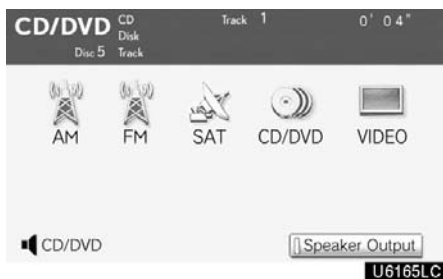 CD/DVD CD Track 1 0' 04"
Disk
Disc 5 Track
AM FM SAT CD/DVD VIDEO
CD/DVD Speaker Output
U6165LC